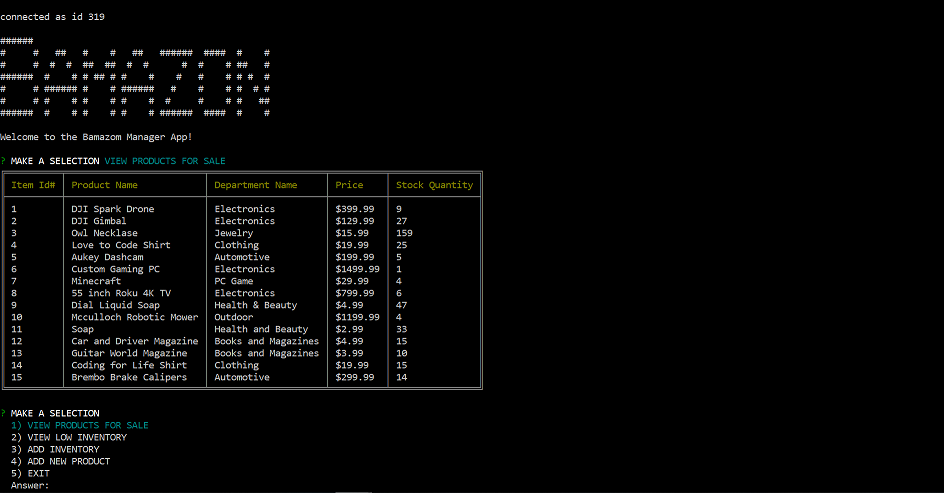 connected as id 319
BAMAZON
Welcome to the Bamazom Manager App!
? MAKE A SELECTION VIEW PRODUCTS FOR SALE
Item Id# Product Name Department Name Price Stock Quantity
1 DJI Spark Drone Electronics $399.99 9
2 DJI Gimbal Electronics $129.99 27
3 Owl Necklase Jewelry $15.99 159
4 Love to Code Shirt Clothing $19.99 25
5 Aukey Dashcam Automotive $199.99 5
6 Custom Gaming PC Electronics $1499.99 1
7 Minecraft PC Game $29.99 4
8 55 inch Roku 4K TV Electronics $799.99 6
9 Dial Liquid Soap Health & Beauty $4.99 47
10 Mcculloch Robotic Mower Outdoor $1199.99 4
11 Soap Health and Beauty $2.99 33
12 Car and Driver Magazine Books and Magazines $4.99 15
13 Guitar World Magazine Books and Magazines $3.99 10
14 Coding for Life Shirt Clothing $19.99 15
15 Brembo Brake Calipers Automotive $299.99 14
? MAKE A SELECTION
1) VIEW PRODUCTS FOR SALE
2) VIEW LOW INVENTORY
3) ADD INVENTORY
4) ADD NEW PRODUCT
5) EXIT
Answer: